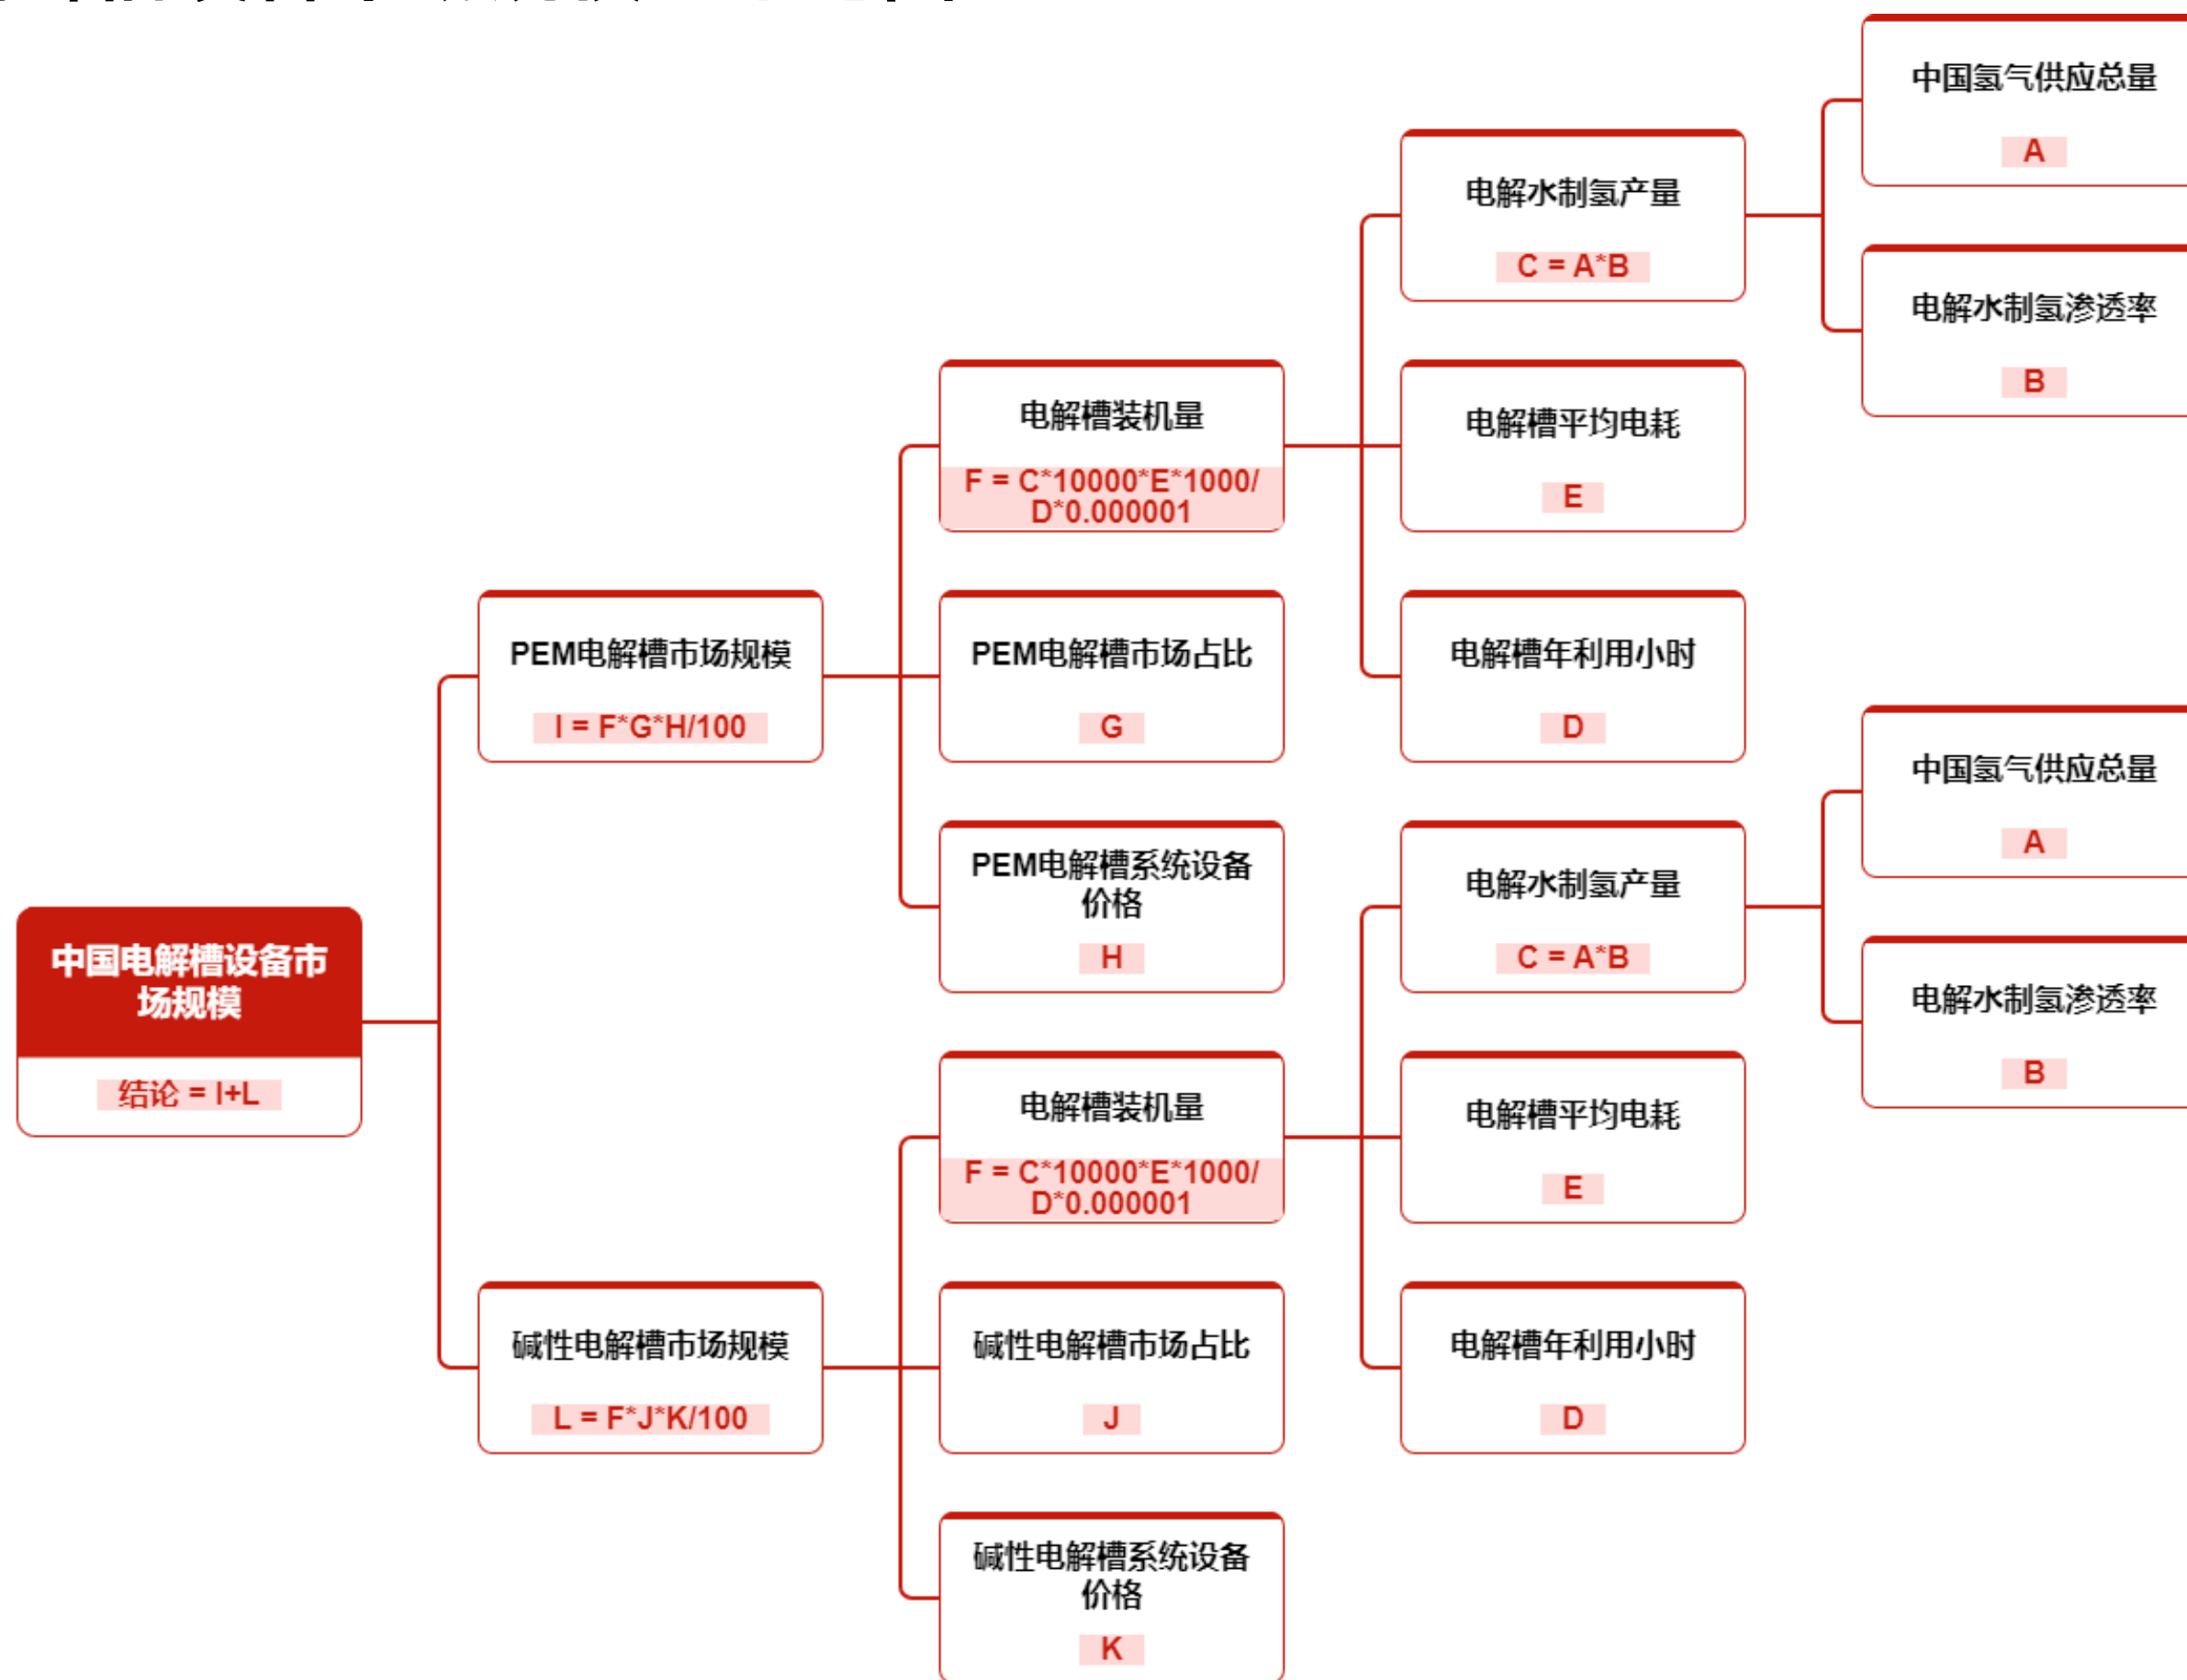 中国氢气供应总量
A
电解水制氢产量
C = A*B
电解水制氢渗透率
B
电解槽装机量
F = C*10000*E*1000/
D*0.000001
电解槽平均电耗
E
PEM电解槽市场规模
I = F*G*H/100
PEM电解槽市场占比
G
电解槽年利用小时
D
PEM电解槽系统设备
价格
H
中国氢气供应总量
A
电解水制氢产量
C = A*B
电解水制氢渗透率
B
中国电解槽设备市
场规模
结论 = I+L
电解槽装机量
F = C*10000*E*1000/
D*0.000001
电解槽平均电耗
E
碱性电解槽市场规模
L = F*J*K/100
碱性电解槽市场占比
J
电解槽年利用小时
D
碱性电解槽系统设备
价格
K